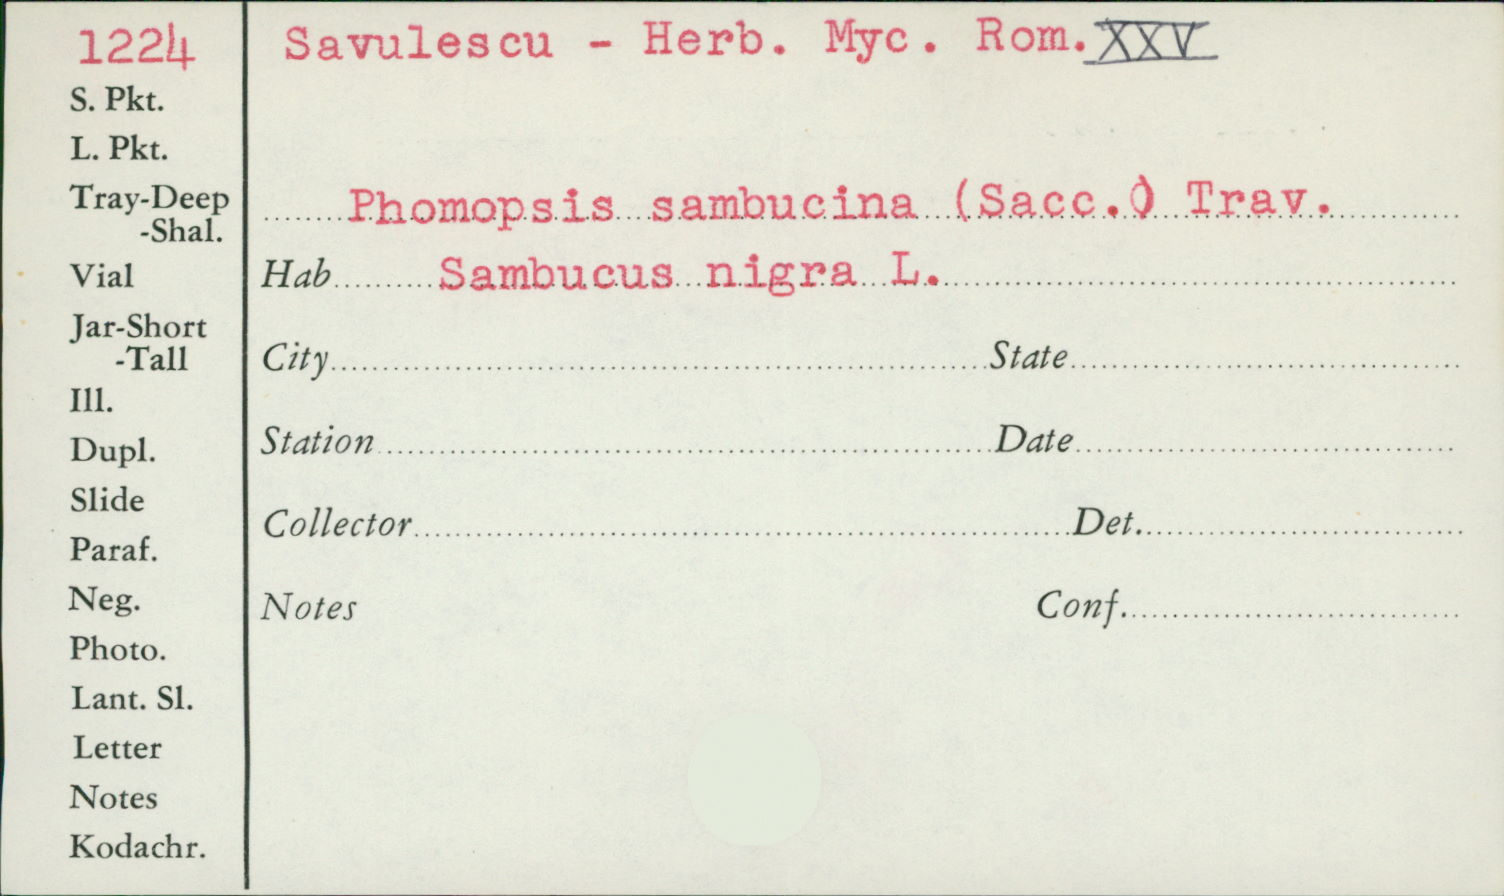 1224
Savulescu - Herb. Myc. Rom. XXV
S. Pkt.
L. Pkt.
Tray-Deep
-Shal.
Phomopsis sambucina (Sacc.) Trav.
Vial
Hab Sambucus nigra L.
Jar-Short
-Tall
City State
Ill.
Dupl.
Station Date
Slide
Collector Det.
Paraf.
Neg.
Notes Conf.
Photo.
Lant. Sl.
Letter
Notes
Kodachr.